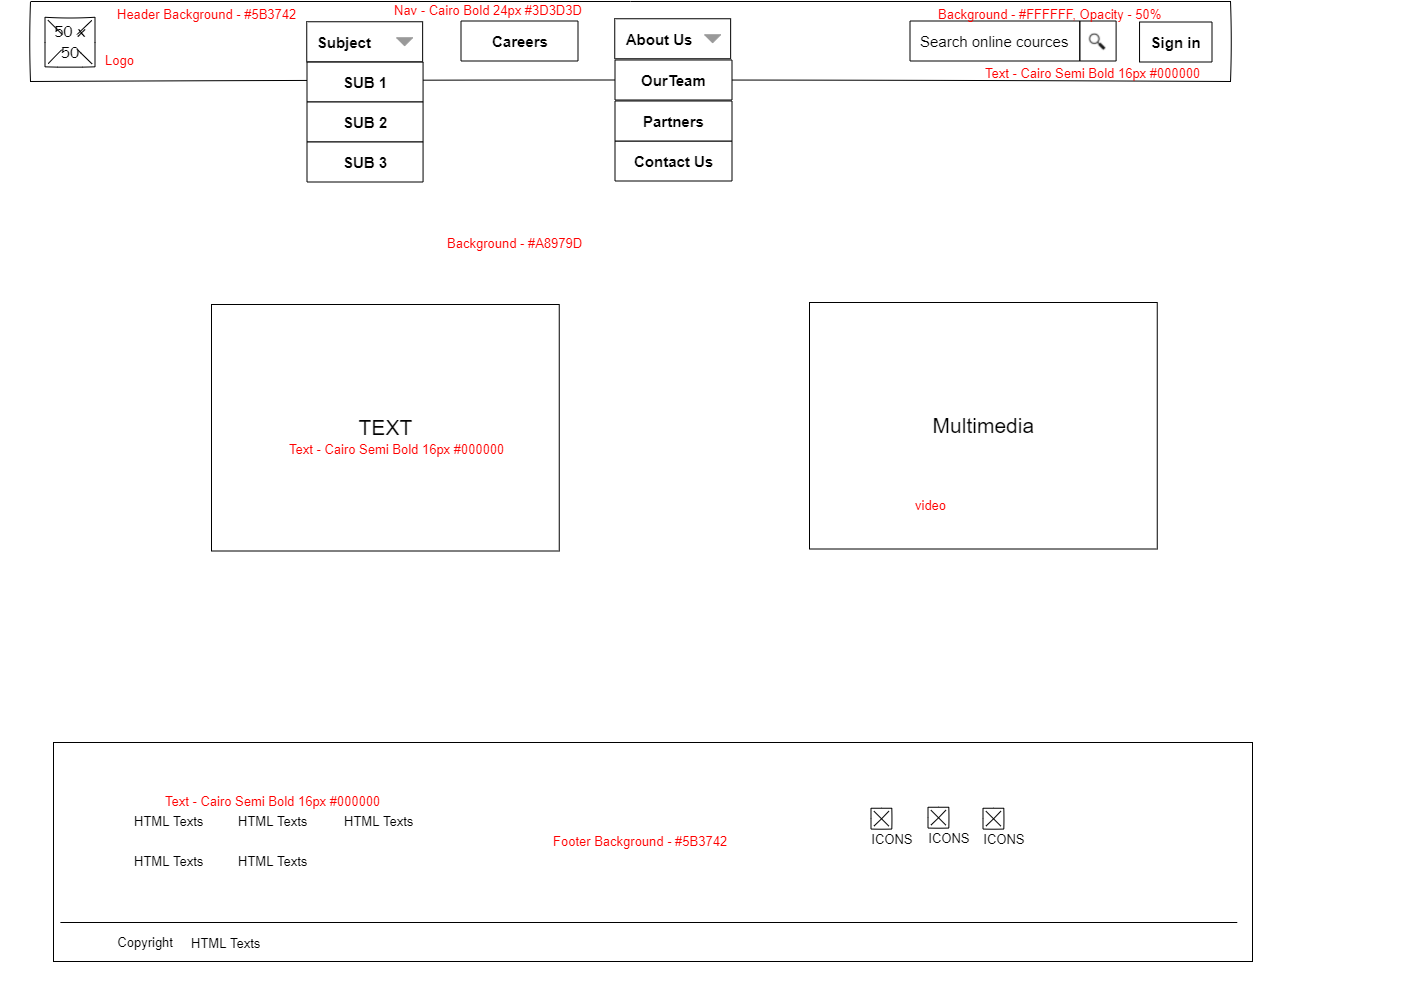 Header Background - #5B3742
Nav - Cairo Bold 24px #3D3D3D
Background - #FFFFFF, Opacity - 50%
50 x
50
Logo
Subject
Careers
About Us
Search online cources
Sign in
Text - Cairo Semi Bold 16px #000000
SUB 1
OurTeam
SUB 2
Partners
SUB 3
Contact Us
Background - #A8979D
TEXT
Text - Cairo Semi Bold 16px #000000
Multimedia
video
Text - Cairo Semi Bold 16px #000000
HTML Texts
HTML Texts
HTML Texts
HTML Texts
HTML Texts
Footer Background - #5B3742
ICONS
ICONS
ICONS
Copyright
HTML Texts